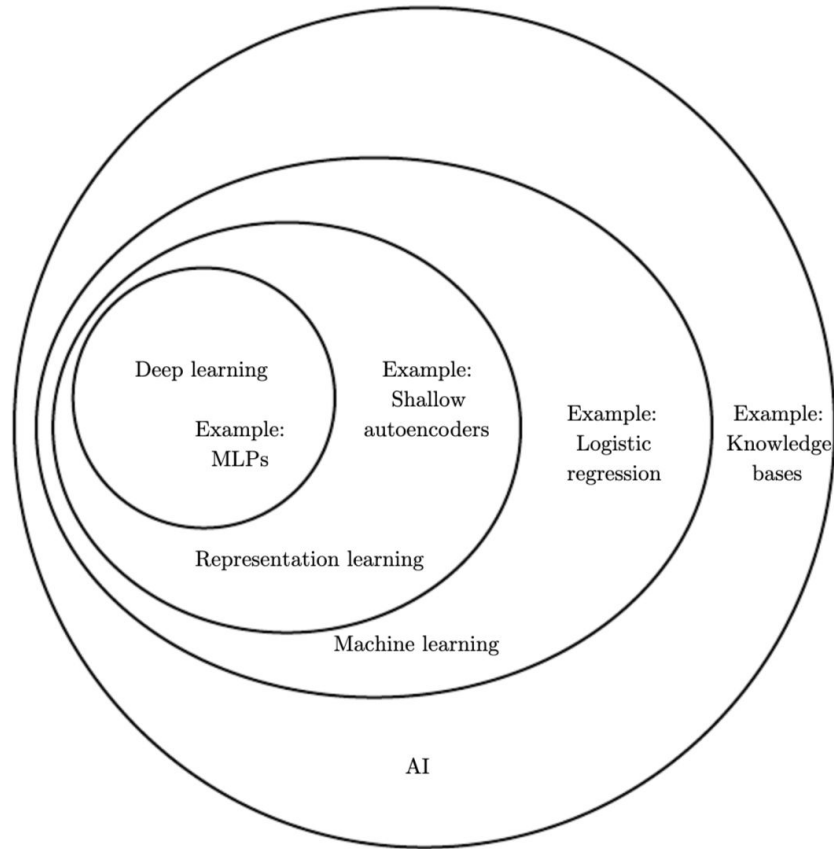 Deep learning
Example:
MLPs
Example:
Shallow
autoencoders
Example:
Logistic
regression
Example:
Knowledge
bases
Representation learning
Machine learning
AI